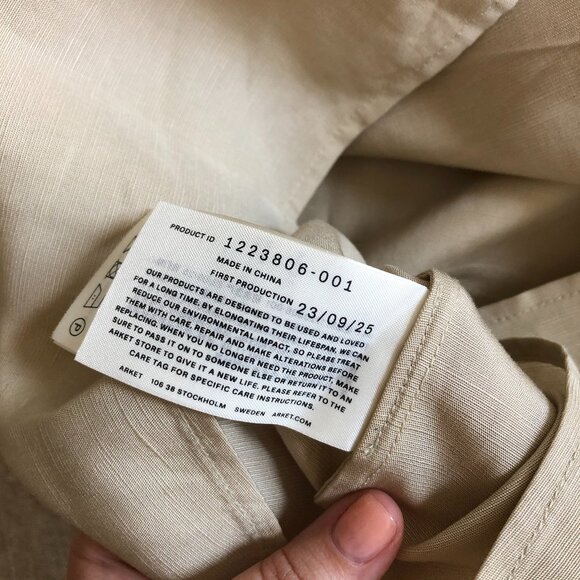 PRODUCT ID 1223806-001
MADE IN CHINA
FIRST PRODUCTION 23/09/25
OUR PRODUCTS ARE DESIGNED TO BE USED AND LOVED
FOR A LONG TIME. BY ELONGATING THEIR LIFESPAN, WE CAN
REDUCE OUR ENVIRONMENTAL IMPACT. SO PLEASE TREAT
THEM WITH CARE. REPAIR AND MAKE ALTERATIONS BEFORE
REPLACING. WHEN YOU NO LONGER NEED THE PRODUCT, MAKE
SURE TO PASS IT ON TO SOMEONE ELSE OR RETURN IT TO AN
ARKET STORE TO GIVE IT A NEW LIFE. PLEASE REFER TO THE
CARE TAG FOR SPECIFIC CARE INSTRUCTIONS.
ARKET 106 38 STOCKHOLM SWEDEN ARKET.COM
P